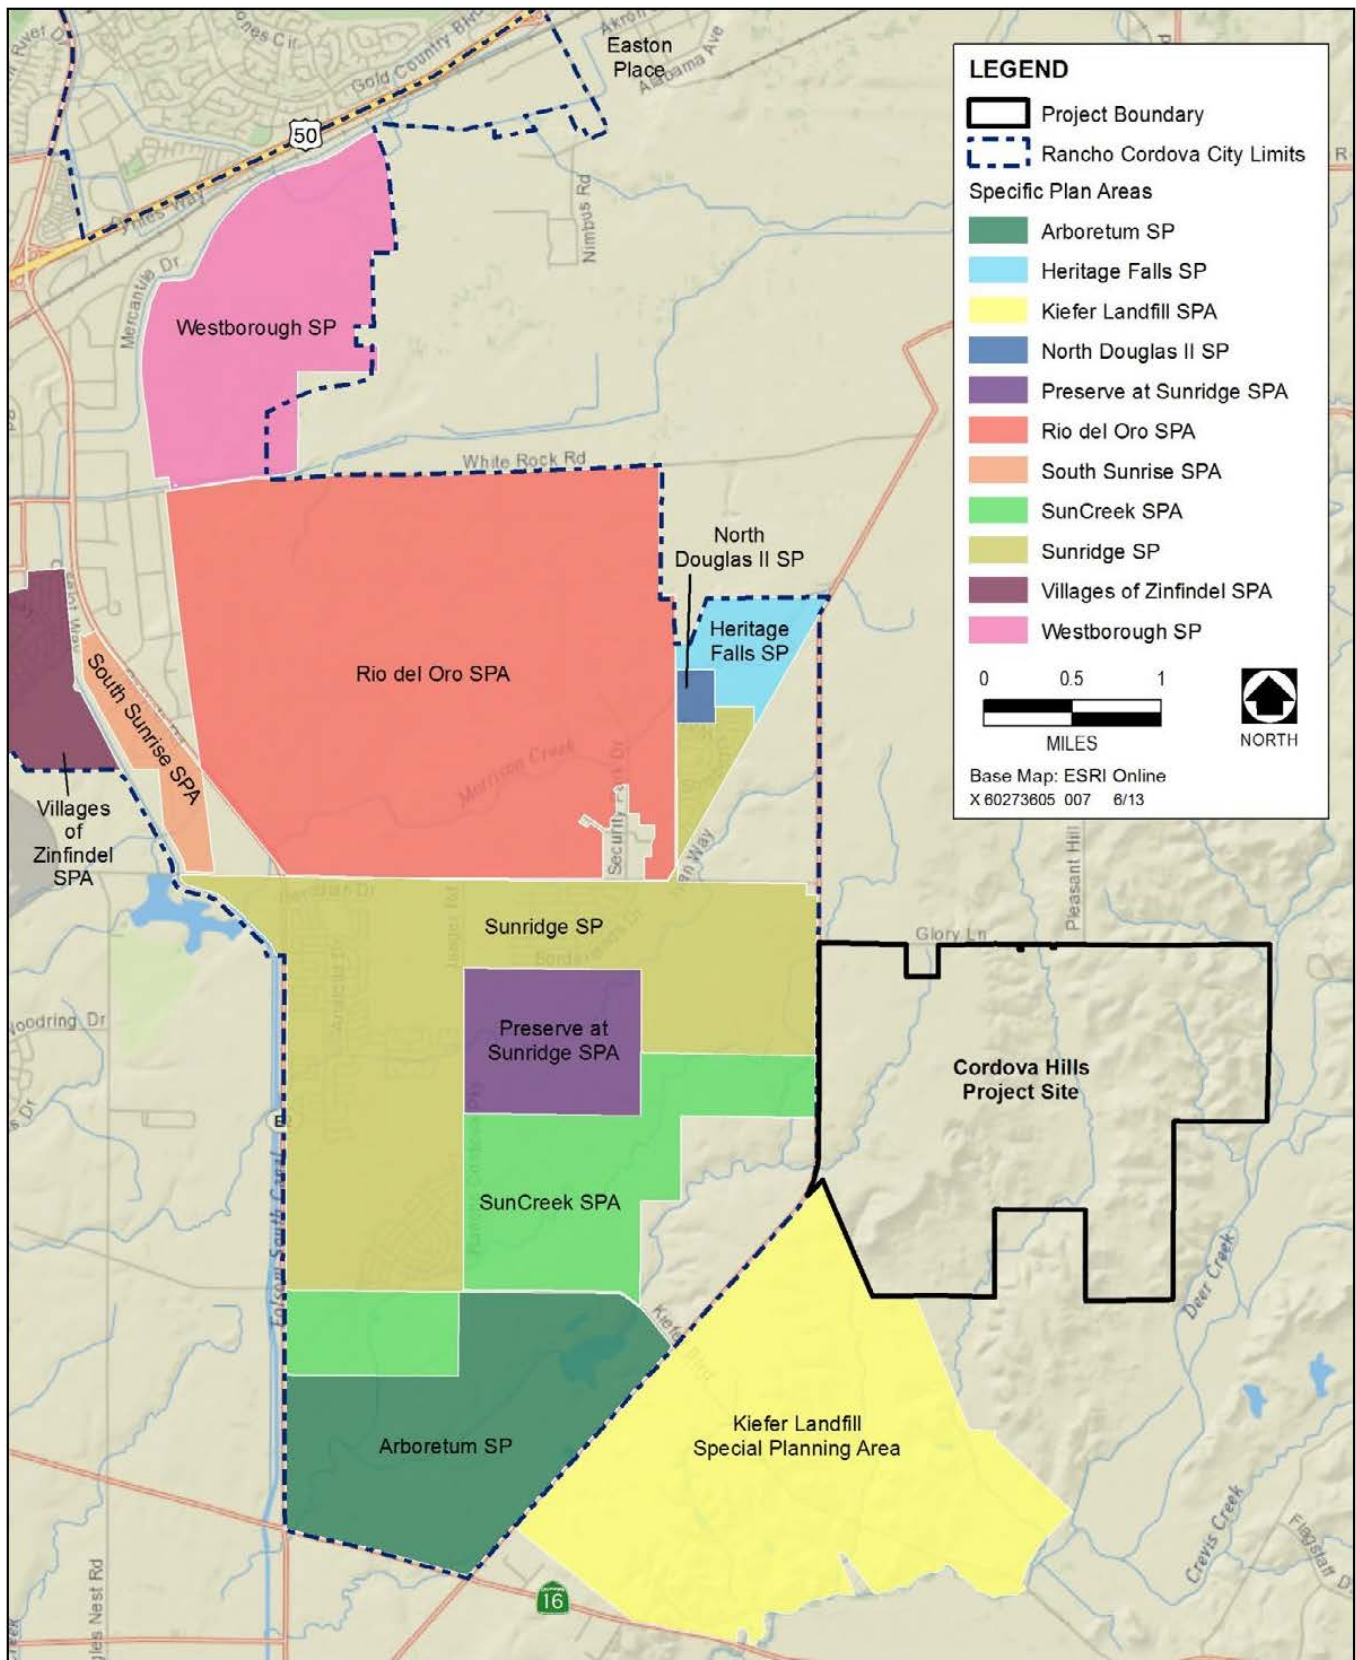 Easton
Place
Akron
Alabama Ave
Gold Country Blvd
50
Mercantile Dr
Nimbus Rd
Westborough SP
White Rock Rd
North
Douglas II SP
Heritage
Falls SP
Rio del Oro SPA
Morrison Creek
Security Park Dr
South Sunrise SPA
Villages
of
Zinfindel
SPA
Sunridge SP
Jaeger Rd
Preserve at
Sunridge SPA
SunCreek SPA
Folsom South Canal
Kiefer Blvd
Arboretum SP
Kiefer Landfill
Special Planning Area
16
Glory Ln
Pleasant Hill
Cordova Hills
Project Site
Deer Creek
Crevis Creek
LEGEND
Project Boundary
Rancho Cordova City Limits
Specific Plan Areas
Arboretum SP
Heritage Falls SP
Kiefer Landfill SPA
North Douglas II SP
Preserve at Sunridge SPA
Rio del Oro SPA
South Sunrise SPA
SunCreek SPA
Sunridge SP
Villages of Zinfindel SPA
Westborough SP
0 0.5 1
MILES
NORTH
Base Map: ESRI Online
X 60273605 007 6/13